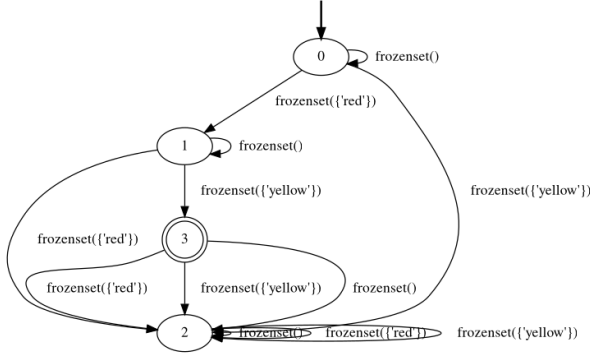 0
frozenset()
frozenset({'red'})
1
frozenset()
frozenset({'yellow'})
frozenset({'yellow'})
3
frozenset({'red'})
frozenset({'red'})
frozenset({'yellow'})
frozenset()
2
frozenset()
frozenset({'red'})
frozenset({'yellow'})